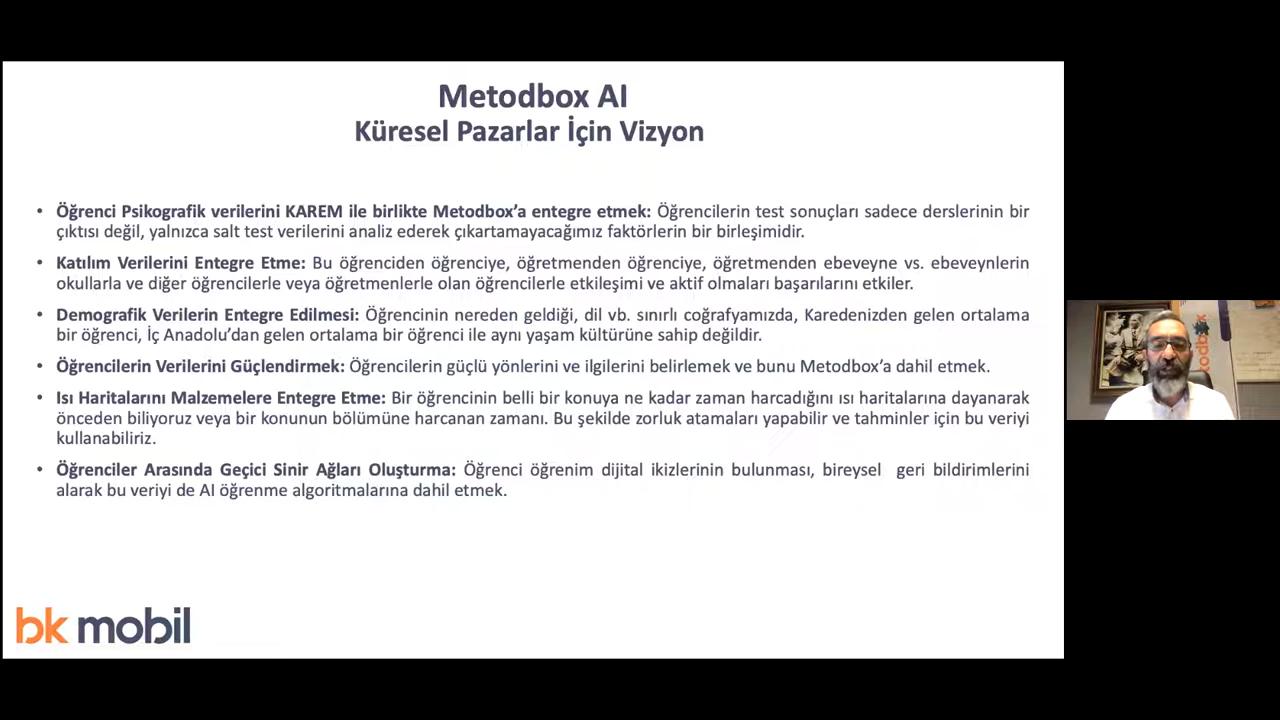 Metodbox AI
Küresel Pazarlar İçin Vizyon
• Öğrenci Psikografik verilerini KAREM ile birlikte Metodbox’a entegre etmek: Öğrencilerin test sonuçları sadece derslerinin bir
çıktısı değil, yalnızca salt test verilerini analiz ederek çıkartamayacağımız faktörlerin bir birleşimidir.
• Katılım Verilerini Entegre Etme: Bu öğrenciden öğrenciye, öğretmenden öğrenciye, öğretmenden ebeveyne vs. ebeveynlerin
okullarla ve diğer öğrencilerle veya öğretmenlerle olan öğrencilerle etkileşimi ve aktif olmaları başarılarını etkiler.
• Demografik Verilerin Entegre Edilmesi: Öğrencinin nereden geldiği, dil vb. sınırlı coğrafyamızda, Karedenizden gelen ortalama
bir öğrenci, İç Anadolu’dan gelen ortalama bir öğrenci ile aynı yaşam kültürüne sahip değildir.
• Öğrencilerin Verilerini Güçlendirmek: Öğrencilerin güçlü yönlerini ve ilgilerini belirlemek ve bunu Metodbox’a dahil etmek.
• Isı Haritalarını Malzemelere Entegre Etme: Bir öğrencinin belli bir konuya ne kadar zaman harcadığını ısı haritalarına dayanarak
önceden biliyoruz veya bir konunun bölümüne harcanan zamanı. Bu şekilde zorluk atamaları yapabilir ve tahminler için bu veriyi
kullanabiliriz.
• Öğrenciler Arasında Geçici Sinir Ağları Oluşturma: Öğrenci öğrenim dijital ikizlerinin bulunması, bireysel geri bildirimlerini
alarak bu veriyi de AI öğrenme algoritmalarına dahil etmek.
bk mobil